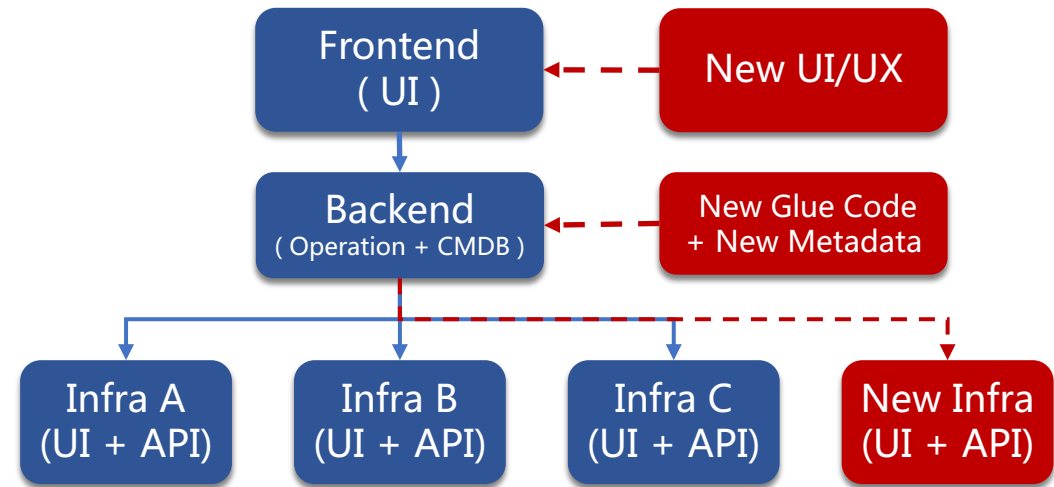 Frontend
( UI )
New UI/UX
Backend
( Operation + CMDB )
New Glue Code
+ New Metadata
Infra A
(UI + API)
Infra B
(UI + API)
Infra C
(UI + API)
New Infra
(UI + API)